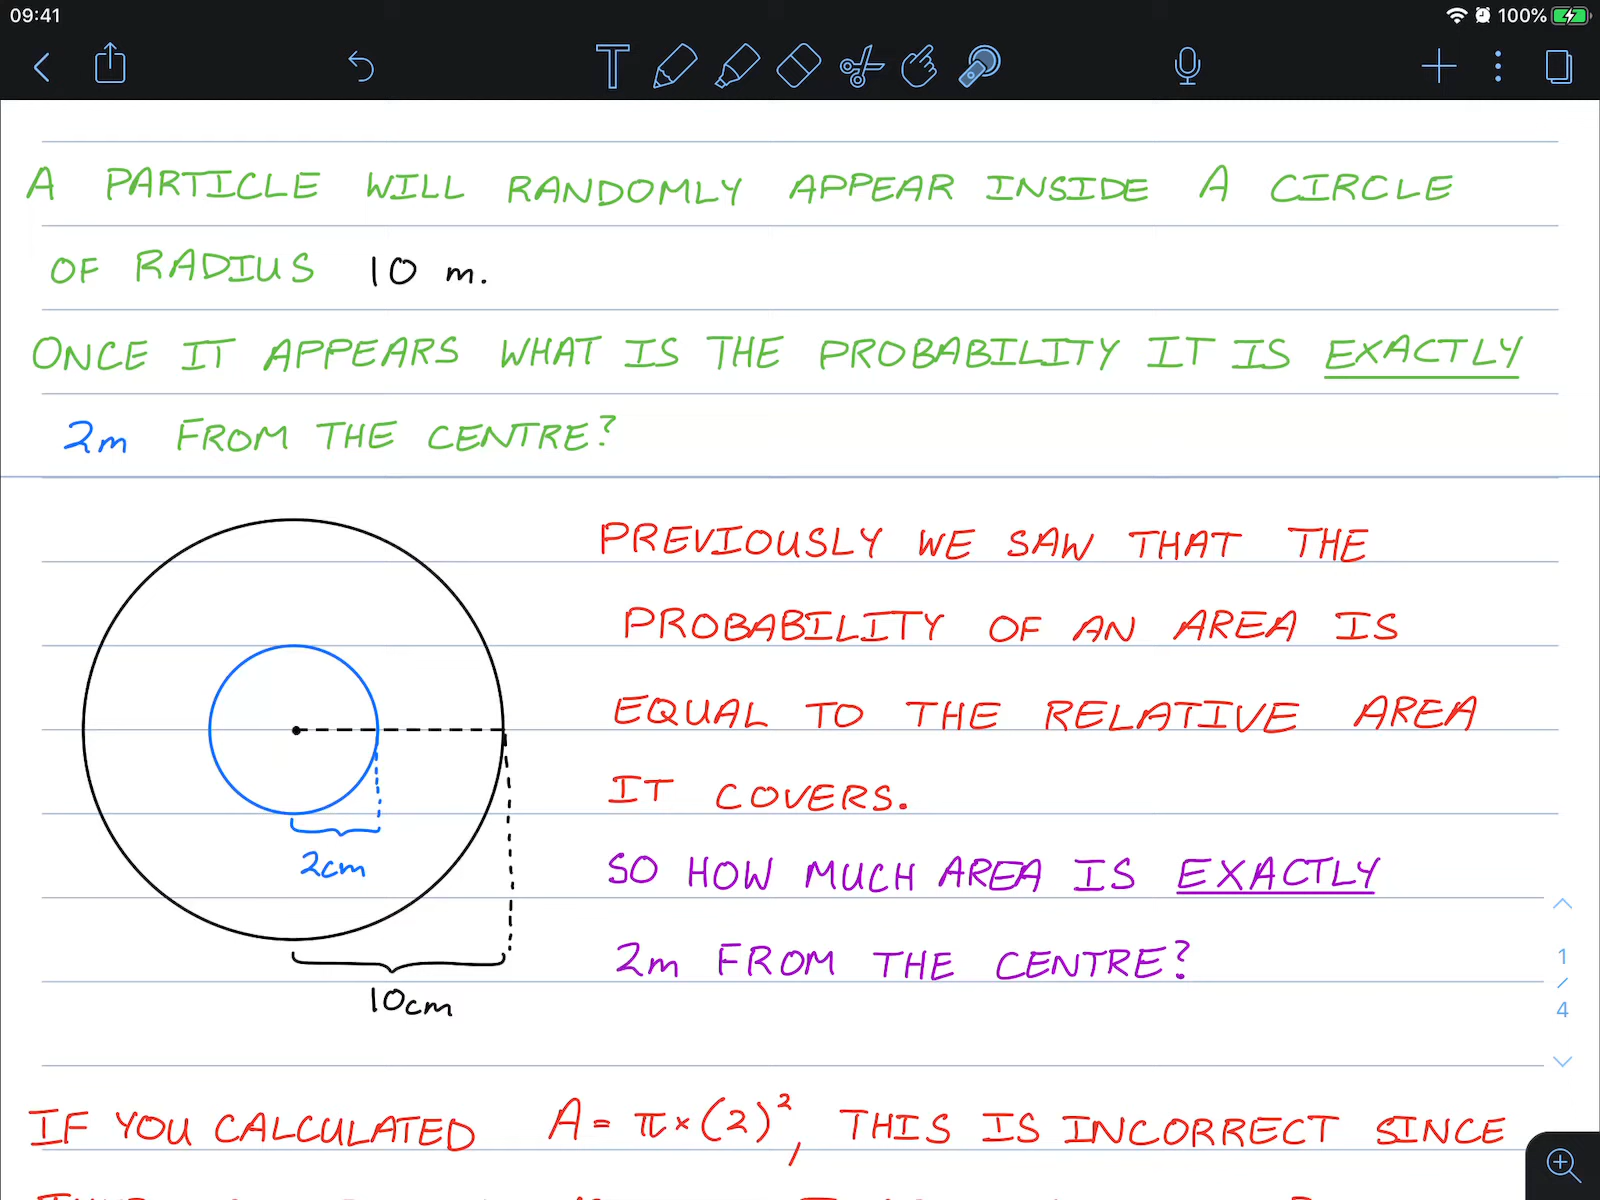 09:41
100%
A PARTICLE WILL RANDOMLY APPEAR INSIDE A CIRCLE
OF RADIUS 10 m.
ONCE IT APPEARS WHAT IS THE PROBABILITY IT IS EXACTLY
2m FROM THE CENTRE?
PREVIOUSLY WE SAW THAT THE
PROBABILITY OF AN AREA IS
EQUAL TO THE RELATIVE AREA
IT COVERS.
SO HOW MUCH AREA IS EXACTLY
2m FROM THE CENTRE?
2cm
10cm
1
/
4
IF YOU CALCULATED A = π × (2)², THIS IS INCORRECT SINCE